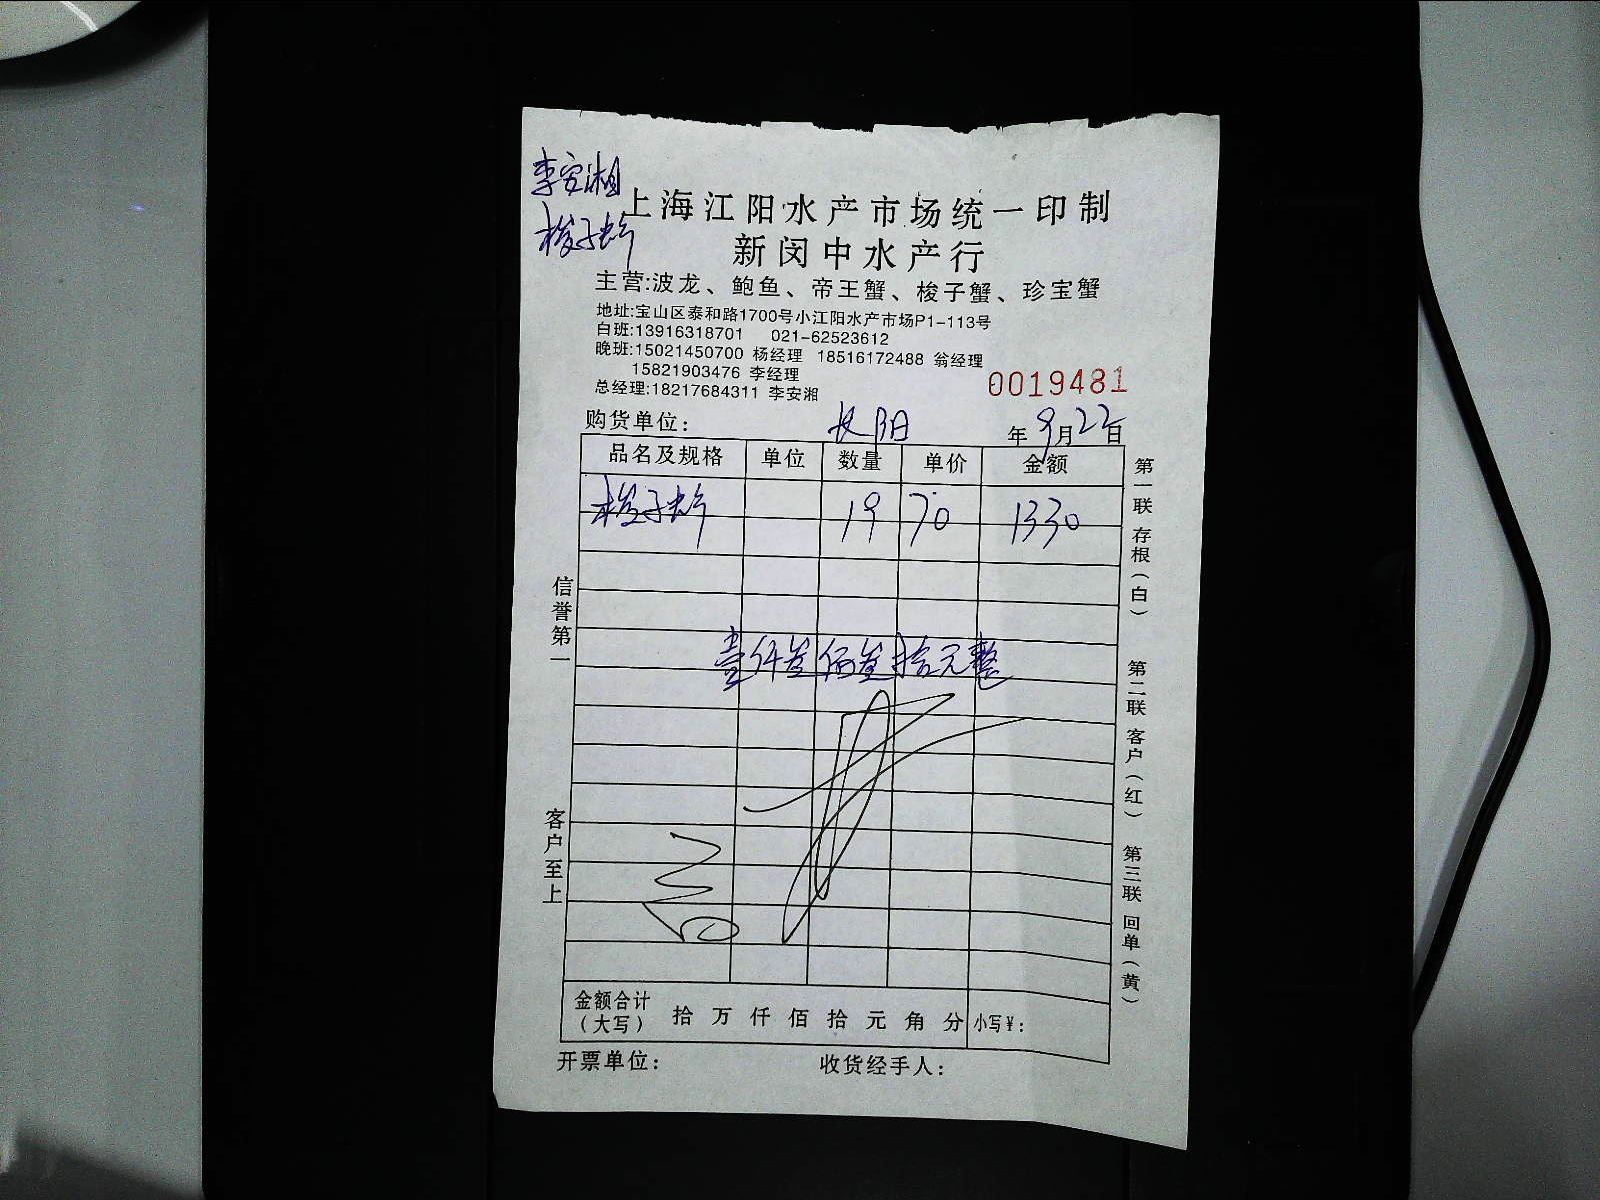 李安湘
梭子蟹
上海江阳水产市场统一印制
新闵中水产行
主营:波龙、鲍鱼、帝王蟹、梭子蟹、珍宝蟹
地址:宝山区泰和路1700号小江阳水产市场P1-113号
白班:13916318701 021-62523612
晚班:15021450700 杨经理 18516172488 翁经理
15821903476 李经理
总经理:18217684311 李安湘
0019481
购货单位: 长阳 年9月22日
品名及规格 单位 数量 单价 金额
梭子蟹 19 70 1330
壹仟叁佰叁拾元整
金额合计(大写) 拾 万 仟 佰 拾 元 角 分 小写¥:
开票单位: 收货经手人:
信誉第一
客户至上
第一联 存根(白)
第二联 客户(红)
第三联 回单(黄)